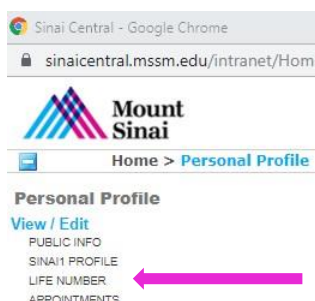 Sinai Central - Google Chrome
sinaicentral.mssm.edu/intranet/Hom
Mount
Sinai
Home > Personal Profile
Personal Profile
View / Edit
PUBLIC INFO
SINAI1 PROFILE
LIFE NUMBER
APPOINTMENTS